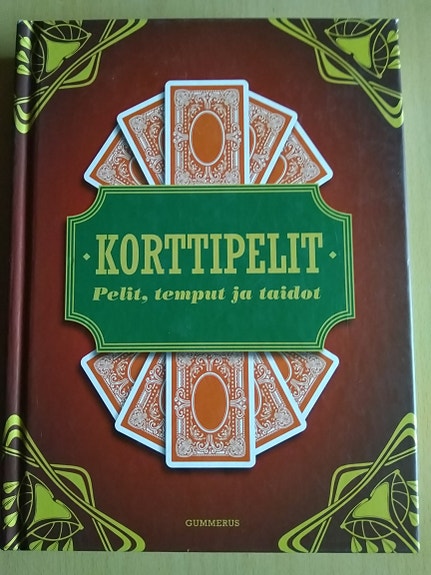 KORTTIPELIT
Pelit, temput ja taidot
GUMMERUS